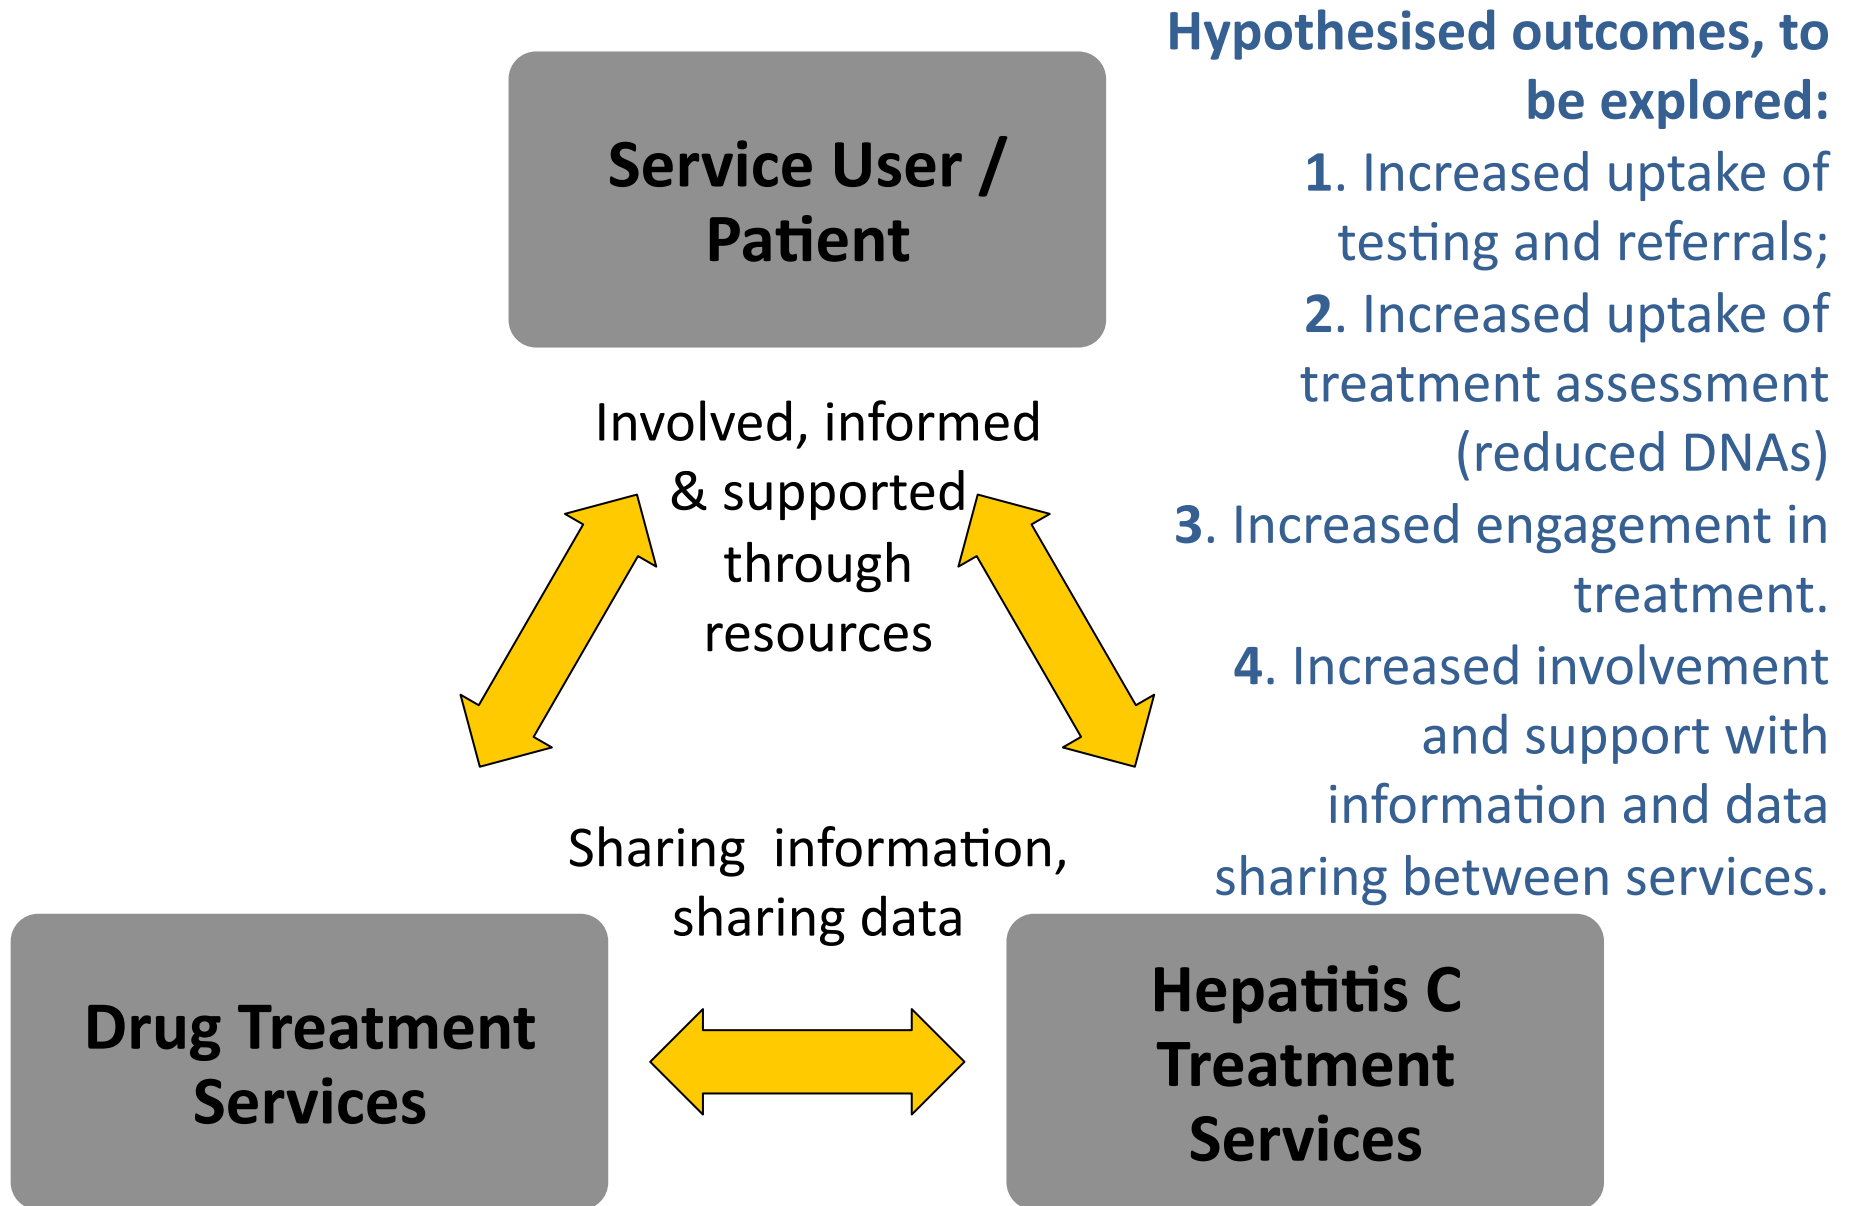 Hypothesised outcomes, to
be explored:
1. Increased uptake of
testing and referrals;
2. Increased uptake of
treatment assessment
(reduced DNAs)
3. Increased engagement in
treatment.
4. Increased involvement
and support with
information and data
sharing between services.
Service User /
Patient
Involved, informed
& supported
through
resources
Sharing  information,
sharing data
Drug Treatment
Services
Hepatitis C
Treatment
Services